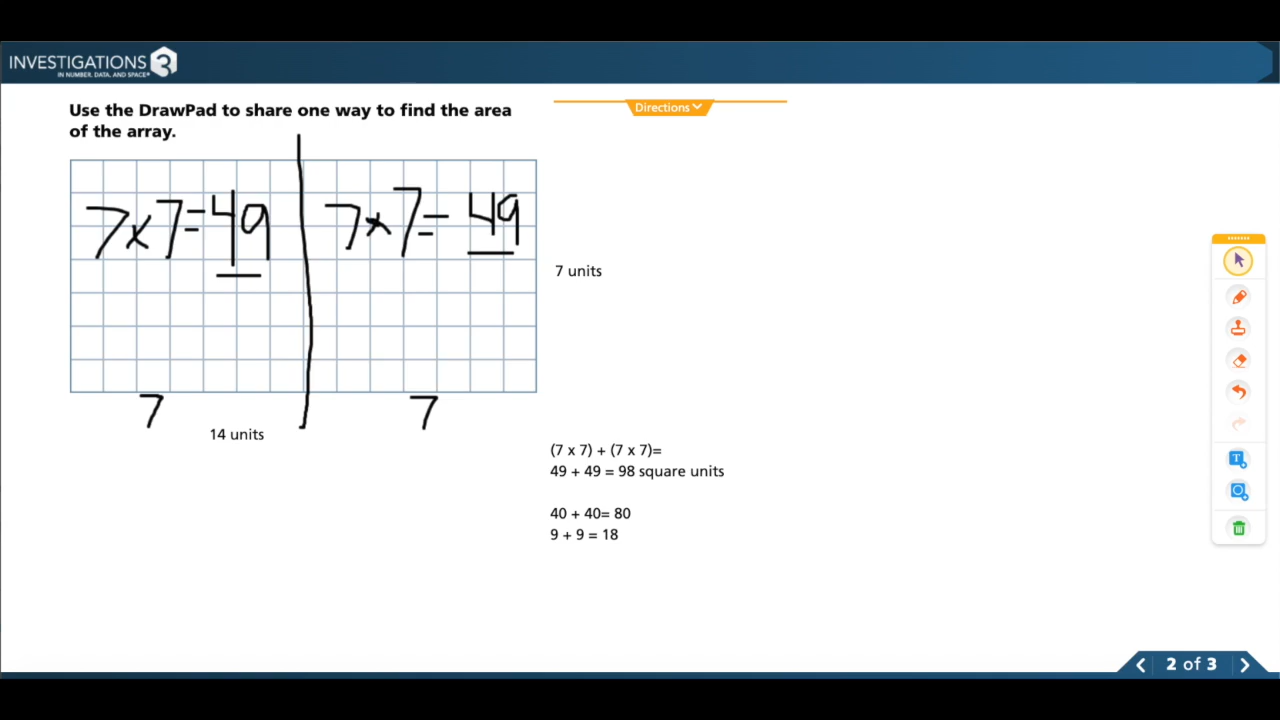 INVESTIGATIONS 3
IN NUMBER, DATA, AND SPACE®
Use the DrawPad to share one way to find the area
of the array.
Directions
7x7=49
7x7=49
7 units
7
7
14 units
(7 x 7) + (7 x 7)=
49 + 49 = 98 square units
40 + 40= 80
9 + 9 = 18
T
2 of 3